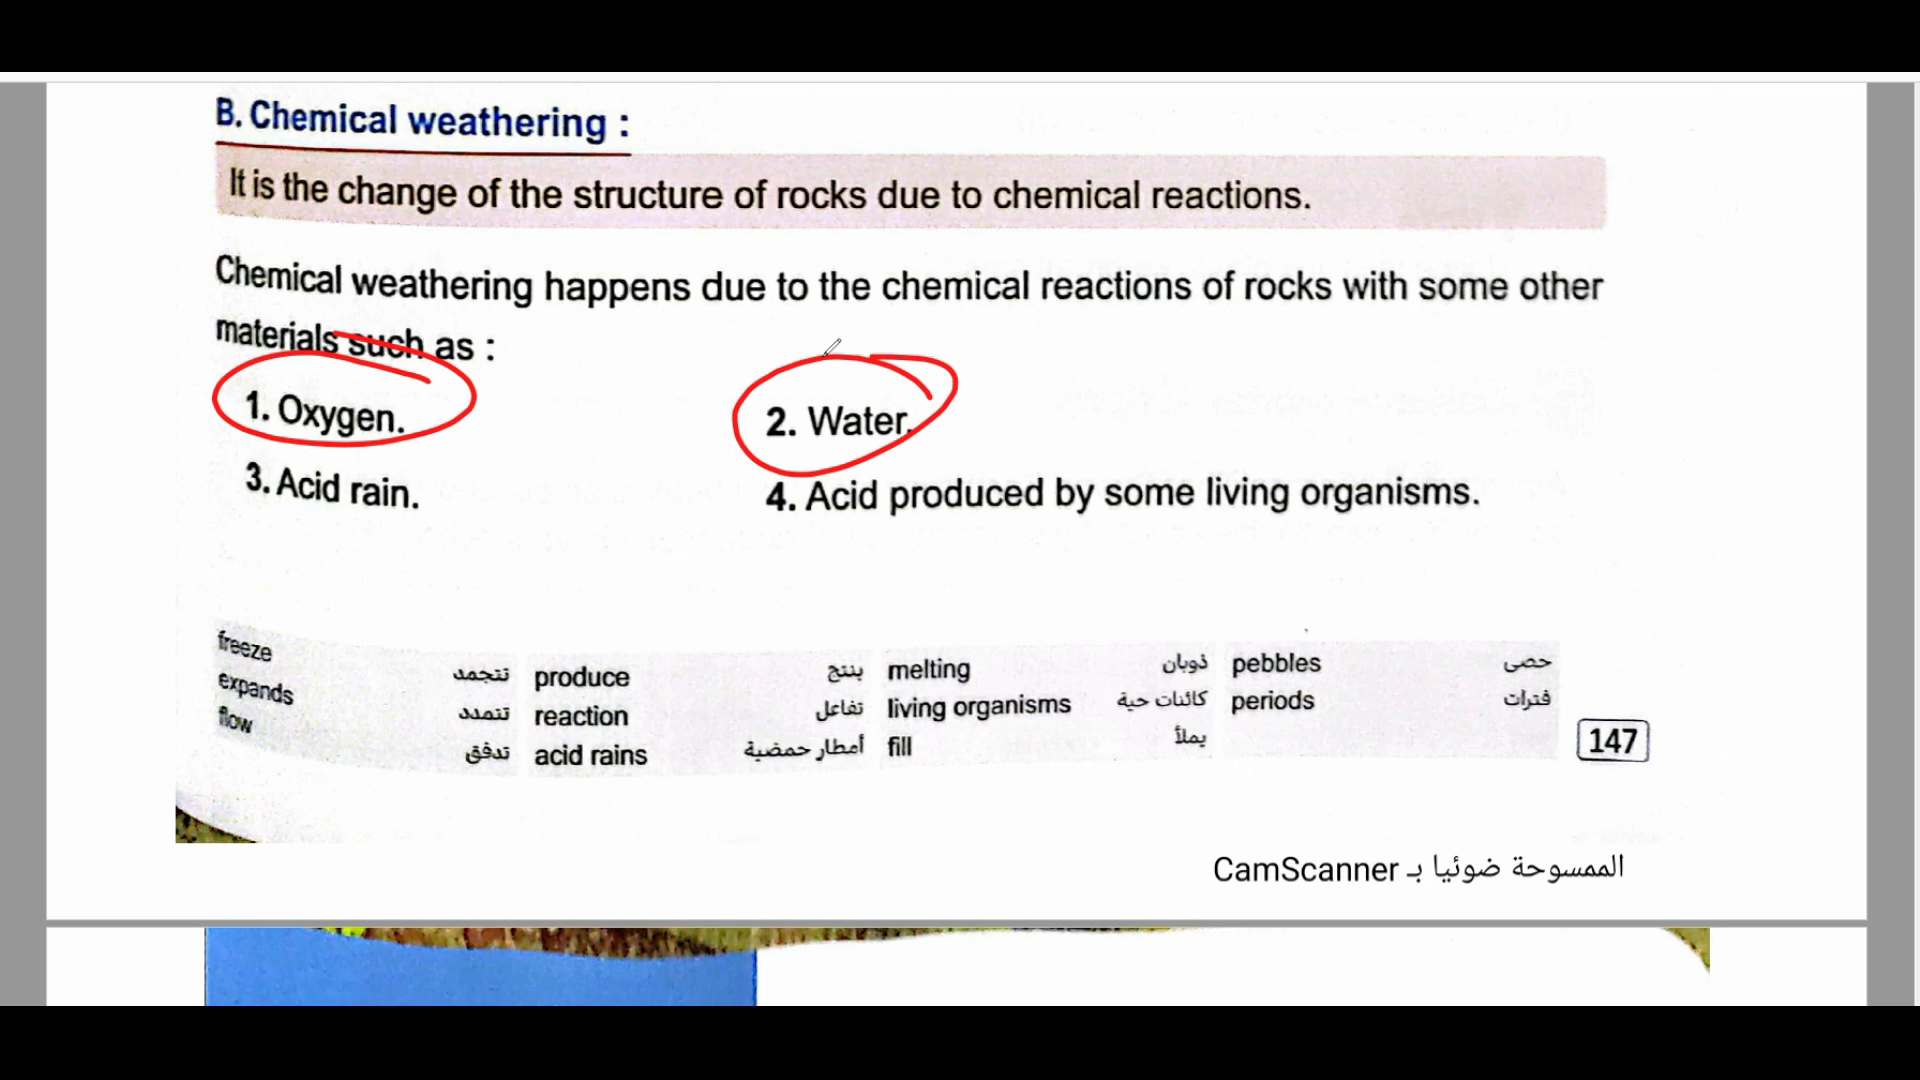 B. Chemical weathering :
It is the change of the structure of rocks due to chemical reactions.
Chemical weathering happens due to the chemical reactions of rocks with some other
materials such as :
1. Oxygen.
2. Water.
3. Acid rain.
4. Acid produced by some living organisms.
freeze تتجمد produce ينتج melting ذوبان pebbles حصى
expands تتمدد reaction تفاعل living organisms كائنات حية periods فترات
flow تدفق acid rains أمطار حمضية fill يملأ
147
الممسوحة ضوئيا بـ CamScanner